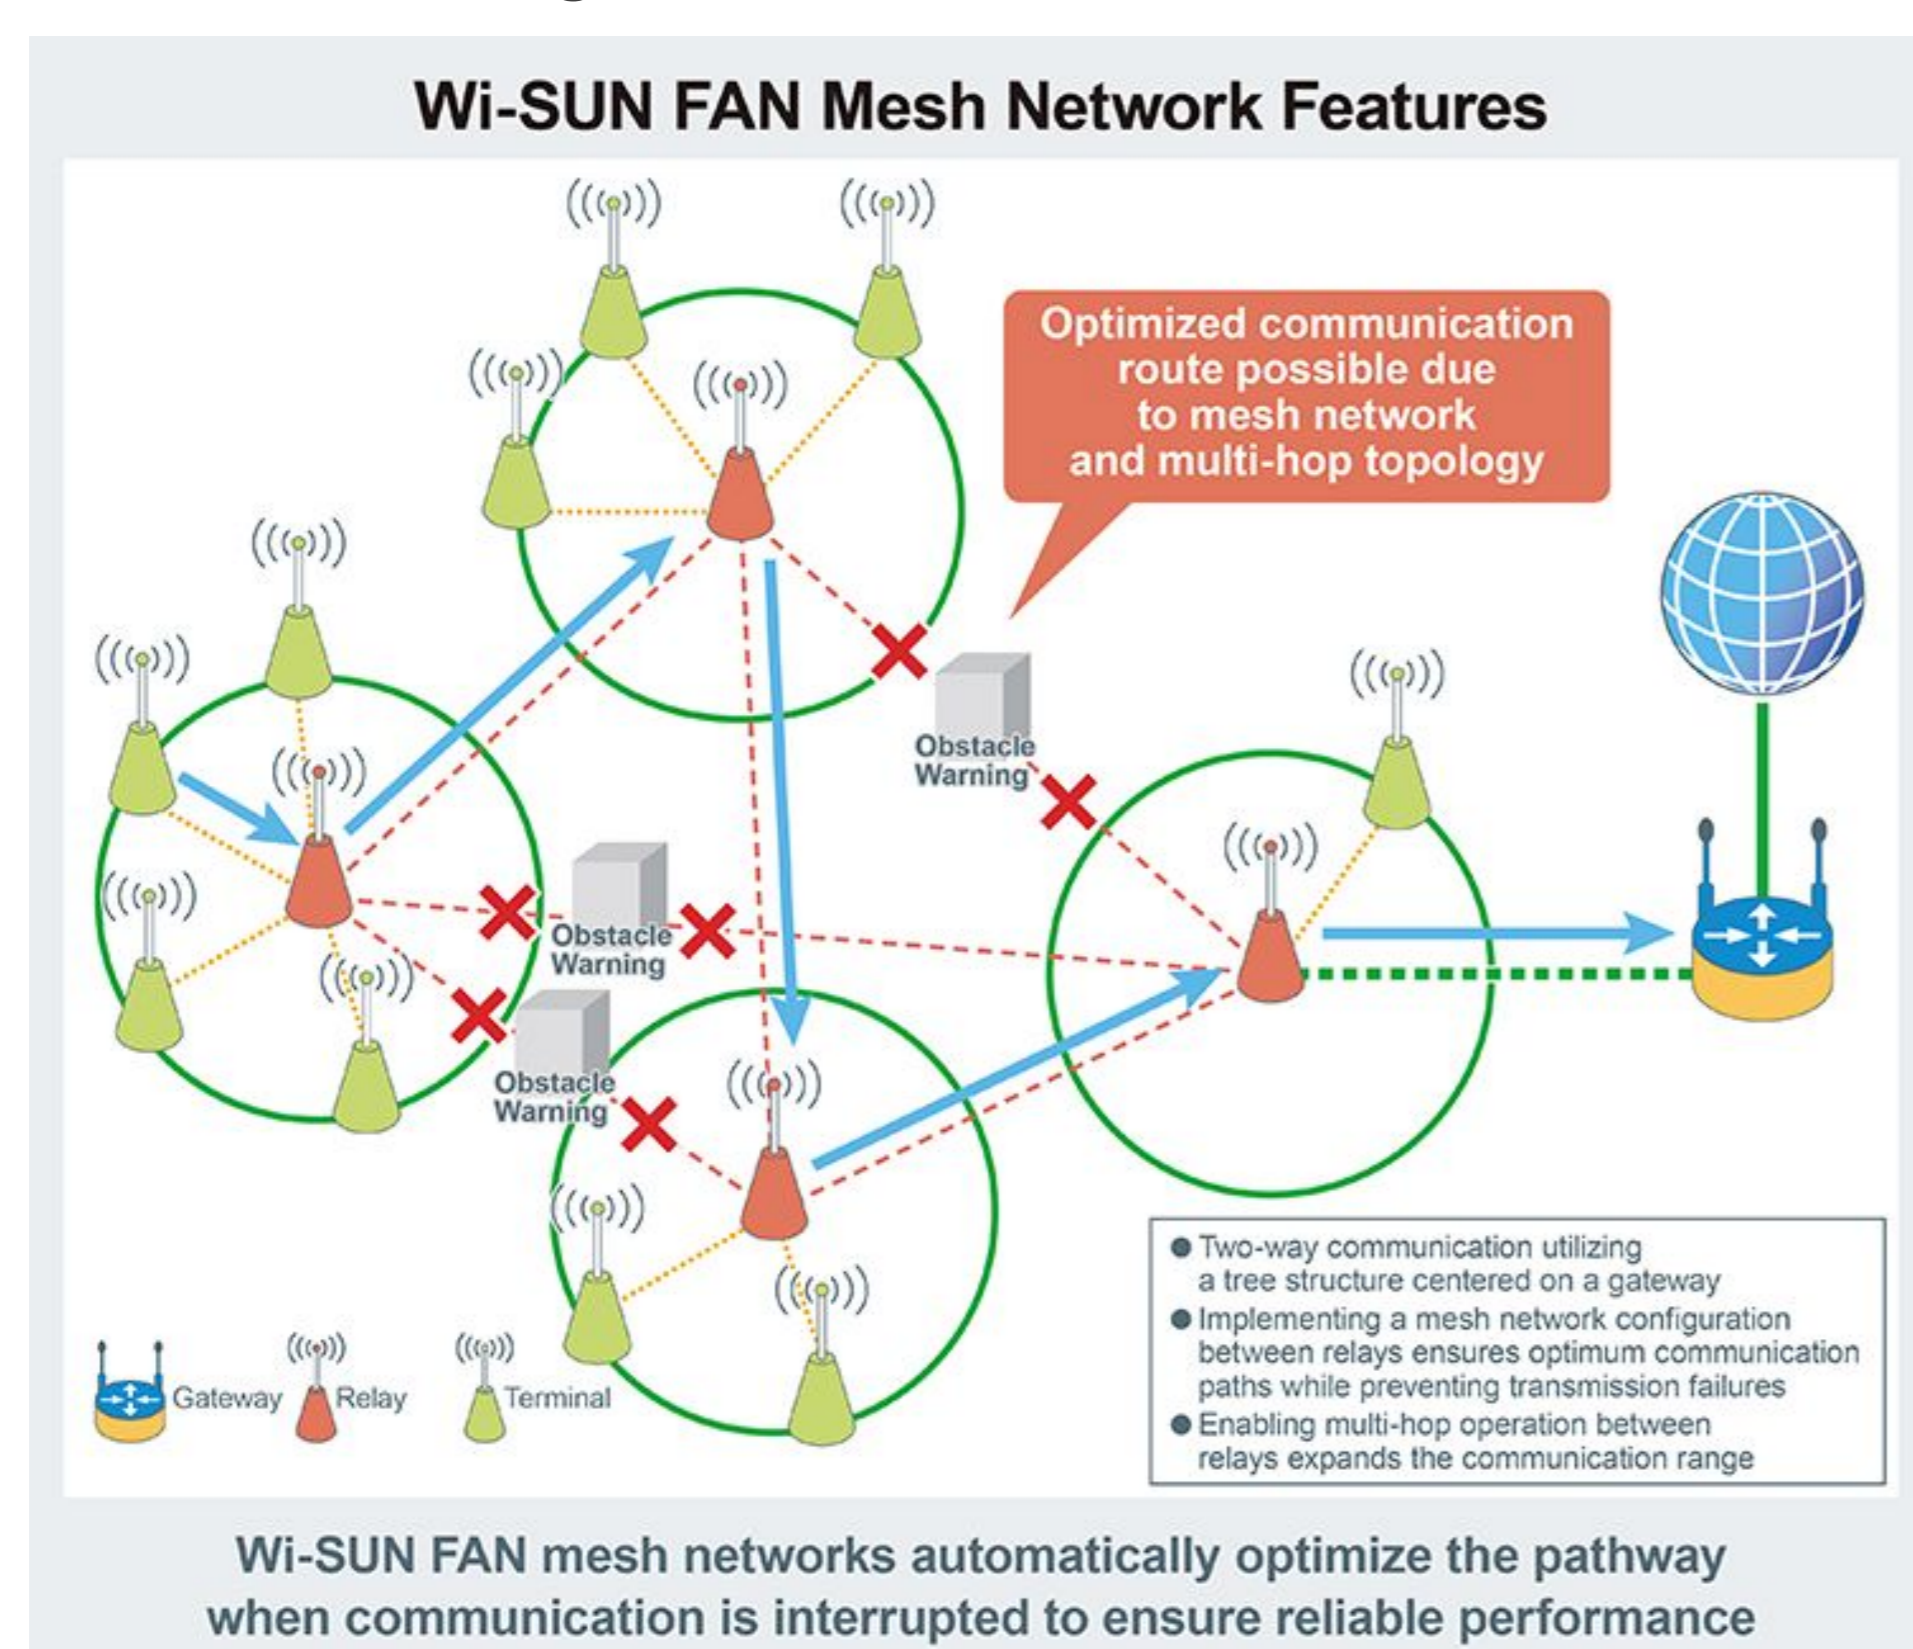 Wi-SUN FAN Mesh Network Features
Optimized communication
route possible due
to mesh network
and multi-hop topology
Obstacle
Warning
Obstacle
Warning
Obstacle
Warning
● Two-way communication utilizing
a tree structure centered on a gateway
● Implementing a mesh network configuration
between relays ensures optimum communication
paths while preventing transmission failures
● Enabling multi-hop operation between
relays expands the communication range
Gateway Relay Terminal
Wi-SUN FAN mesh networks automatically optimize the pathway
when communication is interrupted to ensure reliable performance